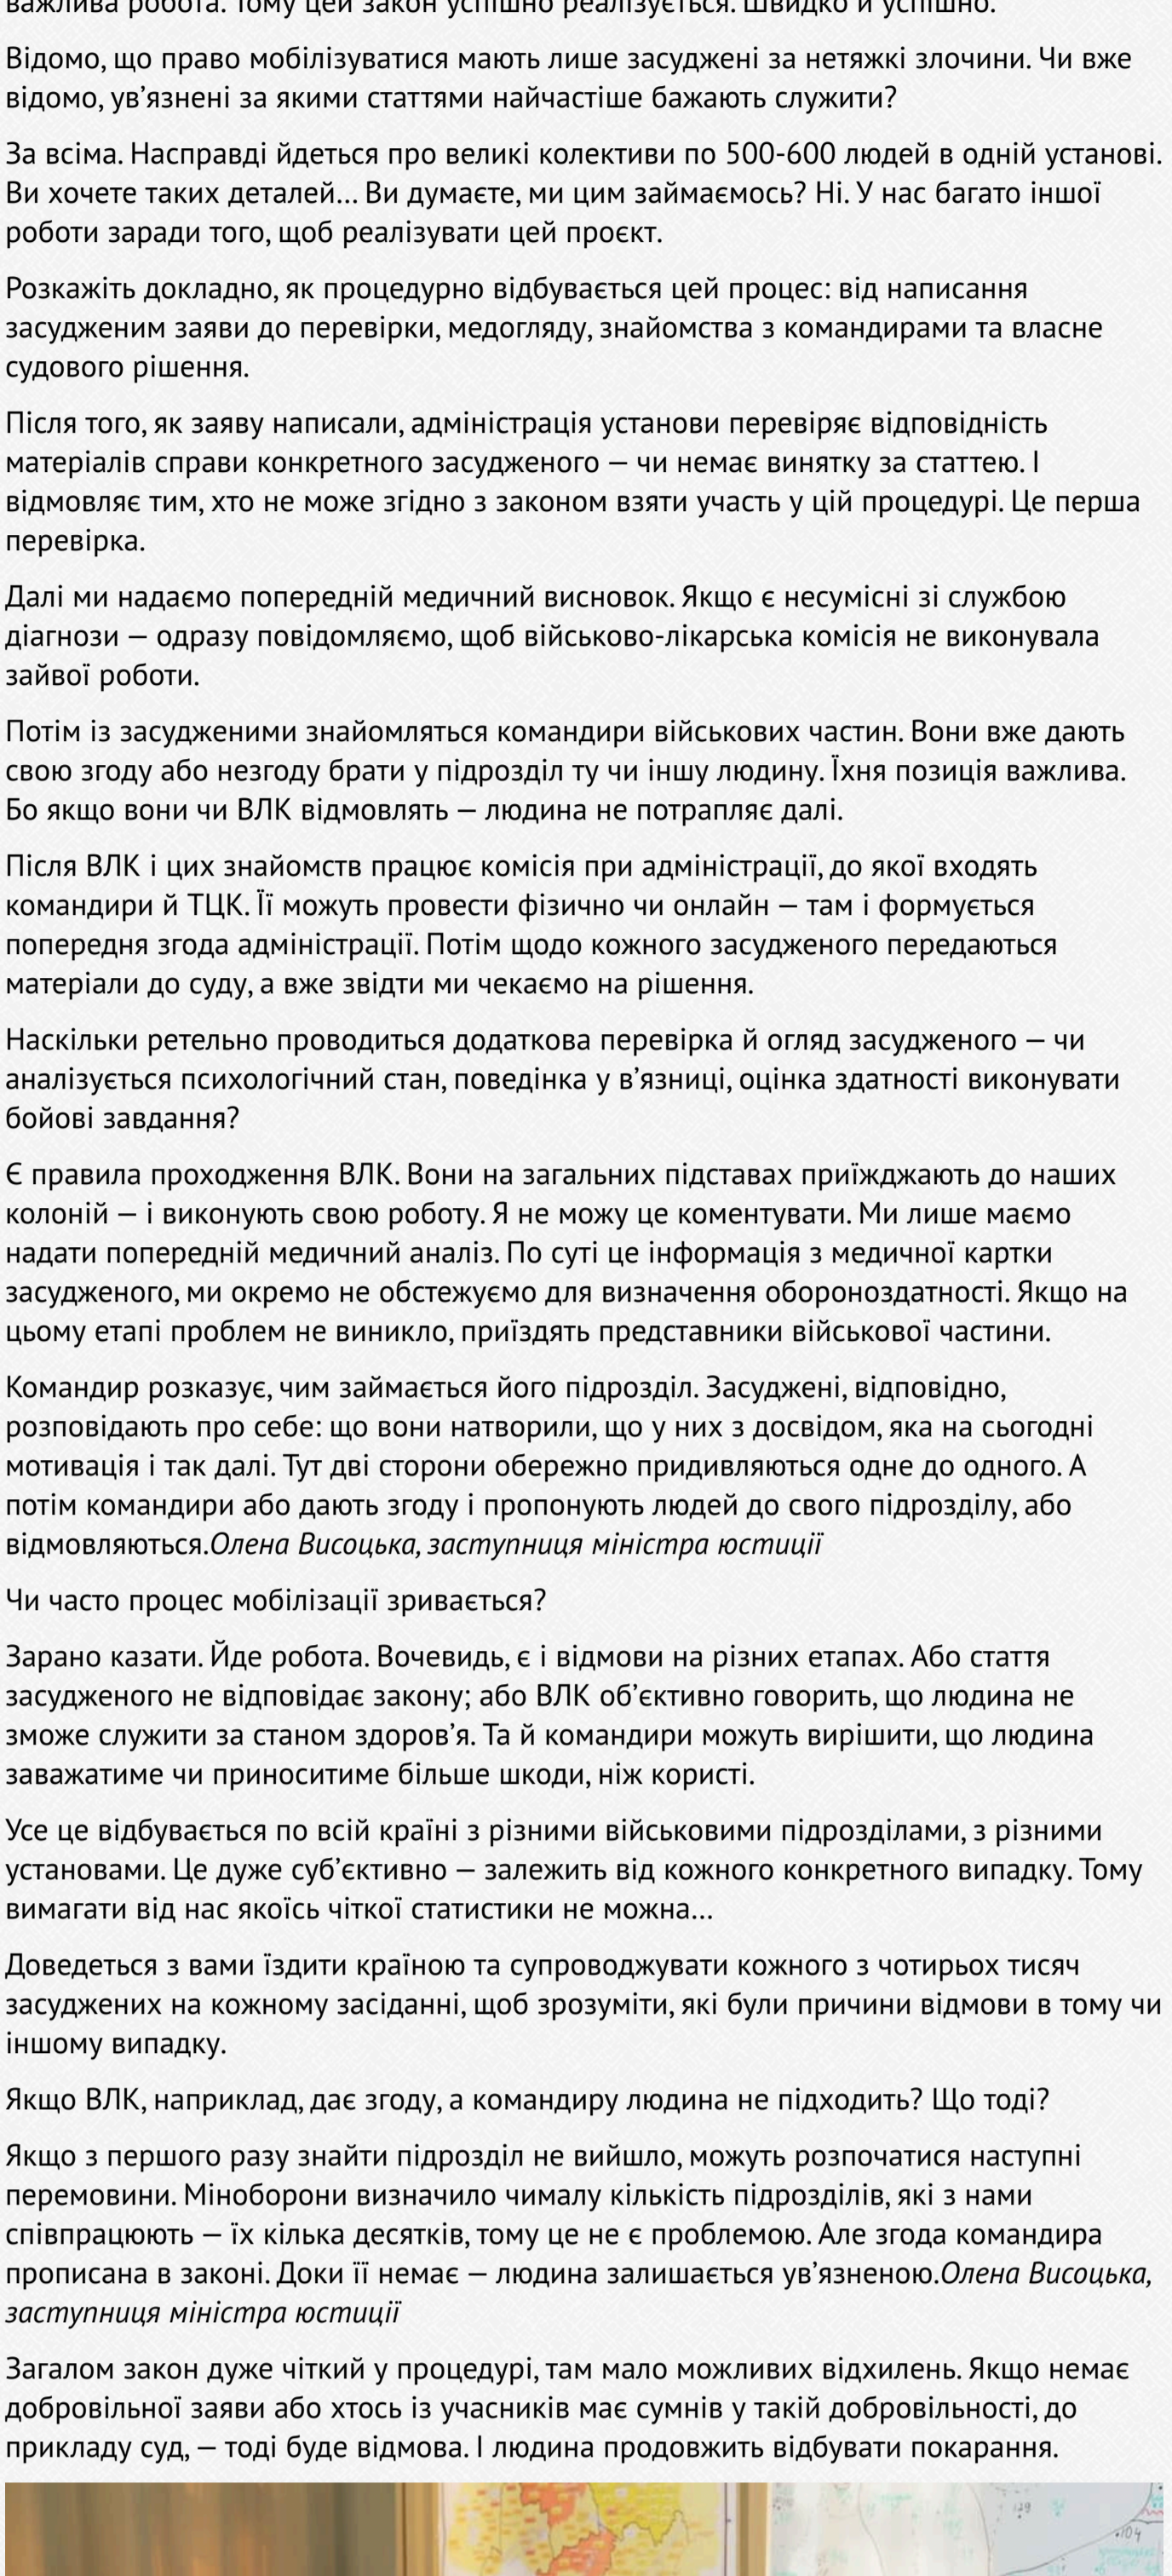 важлива робота. Тому цей закон успішно реалізується. Швидко й успішно.
Відомо, що право мобілізуватися мають лише засуджені за нетяжкі злочини. Чи вже
відомо, ув’язнені за якими статтями найчастіше бажають служити?
За всіма. Насправді йдеться про великі колективи по 500-600 людей в одній установі.
Ви хочете таких деталей... Ви думаєте, ми цим займаємось? Ні. У нас багато іншої
роботи заради того, щоб реалізувати цей проєкт.
Розкажіть докладно, як процедурно відбувається цей процес: від написання
засудженим заяви до перевірки, медогляду, знайомства з командирами та власне
судового рішення.
Після того, як заяву написали, адміністрація установи перевіряє відповідність
матеріалів справи конкретного засудженого — чи немає винятку за статтею. І
відмовляє тим, хто не може згідно з законом взяти участь у цій процедурі. Це перша
перевірка.
Далі ми надаємо попередній медичний висновок. Якщо є несумісні зі службою
діагнози — одразу повідомляємо, щоб військово-лікарська комісія не виконувала
зайвої роботи.
Потім із засудженими знайомляться командири військових частин. Вони вже дають
свою згоду або незгоду брати у підрозділ ту чи іншу людину. Їхня позиція важлива.
Бо якщо вони чи ВЛК відмовлять — людина не потрапляє далі.
Після ВЛК і цих знайомств працює комісія при адміністрації, до якої входять
командири й ТЦК. Її можуть провести фізично чи онлайн — там і формується
попередня згода адміністрації. Потім щодо кожного засудженого передаються
матеріали до суду, а вже звідти ми чекаємо на рішення.
Наскільки ретельно проводиться додаткова перевірка й огляд засудженого — чи
аналізується психологічний стан, поведінка у в’язниці, оцінка здатності виконувати
бойові завдання?
Є правила проходження ВЛК. Вони на загальних підставах приїжджають до наших
колоній — і виконують свою роботу. Я не можу це коментувати. Ми лише маємо
надати попередній медичний аналіз. По суті це інформація з медичної картки
засудженого, ми окремо не обстежуємо для визначення обороноздатності. Якщо на
цьому етапі проблем не виникло, приїздять представники військової частини.
Командир розказує, чим займається його підрозділ. Засуджені, відповідно,
розповідають про себе: що вони натворили, що у них з досвідом, яка на сьогодні
мотивація і так далі. Тут дві сторони обережно придивляються одне до одного. А
потім командири або дають згоду і пропонують людей до свого підрозділу, або
відмовляються.Олена Висоцька, заступниця міністра юстиції
Чи часто процес мобілізації зривається?
Зарано казати. Йде робота. Вочевидь, є і відмови на різних етапах. Або стаття
засудженого не відповідає закону; або ВЛК об’єктивно говорить, що людина не
зможе служити за станом здоров’я. Та й командири можуть вирішити, що людина
заважатиме чи приноситиме більше шкоди, ніж користі.
Усе це відбувається по всій країні з різними військовими підрозділами, з різними
установами. Це дуже суб’єктивно — залежить від кожного конкретного випадку. Тому
вимагати від нас якоїсь чіткої статистики не можна...
Доведеться з вами їздити країною та супроводжувати кожного з чотирьох тисяч
засуджених на кожному засіданні, щоб зрозуміти, які були причини відмови в тому чи
іншому випадку.
Якщо ВЛК, наприклад, дає згоду, а командиру людина не підходить? Що тоді?
Якщо з першого разу знайти підрозділ не вийшло, можуть розпочатися наступні
перемовини. Міноборони визначило чималу кількість підрозділів, які з нами
співпрацюють — їх кілька десятків, тому це не є проблемою. Але згода командира
прописана в законі. Доки її немає — людина залишається ув’язненою.Олена Висоцька,
заступниця міністра юстиції
Загалом закон дуже чіткий у процедурі, там мало можливих відхилень. Якщо немає
добровільної заяви або хтось із учасників має сумнів у такій добровільності, до
прикладу суд, — тоді буде відмова. І людина продовжить відбувати покарання.